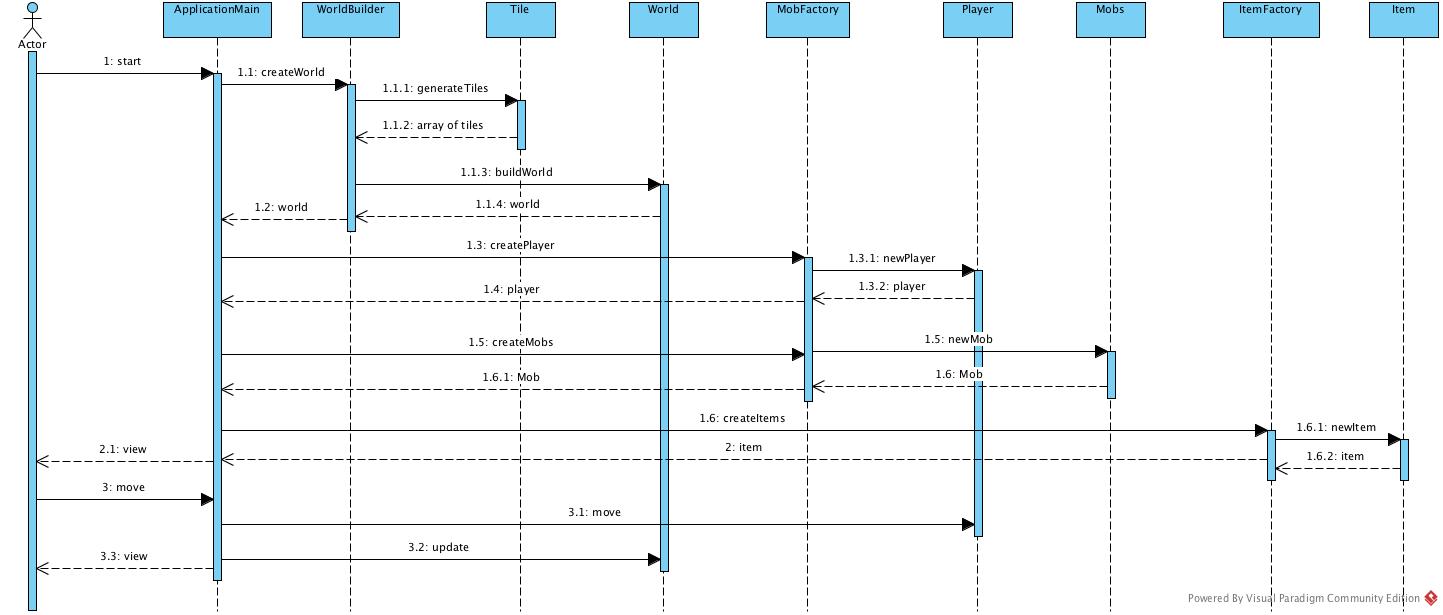 ApplicationMain
WorldBuilder
Tile
World
MobFactory
Player
Mobs
ItemFactory
Item
Actor
1: start
1.1: createWorld
1.1.1: generateTiles
1.1.2: array of tiles
1.1.3: buildWorld
1.1.4: world
1.2: world
1.3: createPlayer
1.3.1: newPlayer
1.3.2: player
1.4: player
1.5: createMobs
1.5: newMob
1.6: Mob
1.6.1: Mob
1.6: createItems
1.6.1: newItem
1.6.2: item
2: item
2.1: view
3: move
3.1: move
3.2: update
3.3: view
Powered By Visual Paradigm Community Edition